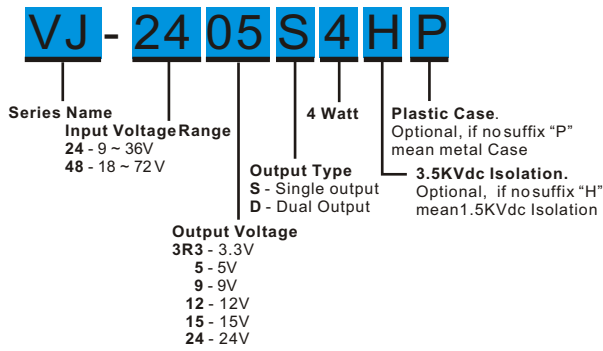 VJ-2405S4HP
Series Name
Input Voltage Range
24 - 9 ~ 36V
48 - 18 ~ 72 V
Output Voltage
3R3 - 3.3V
5 - 5V
9 - 9V
12 - 12V
15 - 15V
24 - 24V
Output Type
S - Single output
D - Dual Output
4 Watt
Plastic Case.
Optional, if no suffix “P”
mean metal Case
3.5KVdc Isolation.
Optional, if no suffix “H”
mean1.5KVdc Isolation